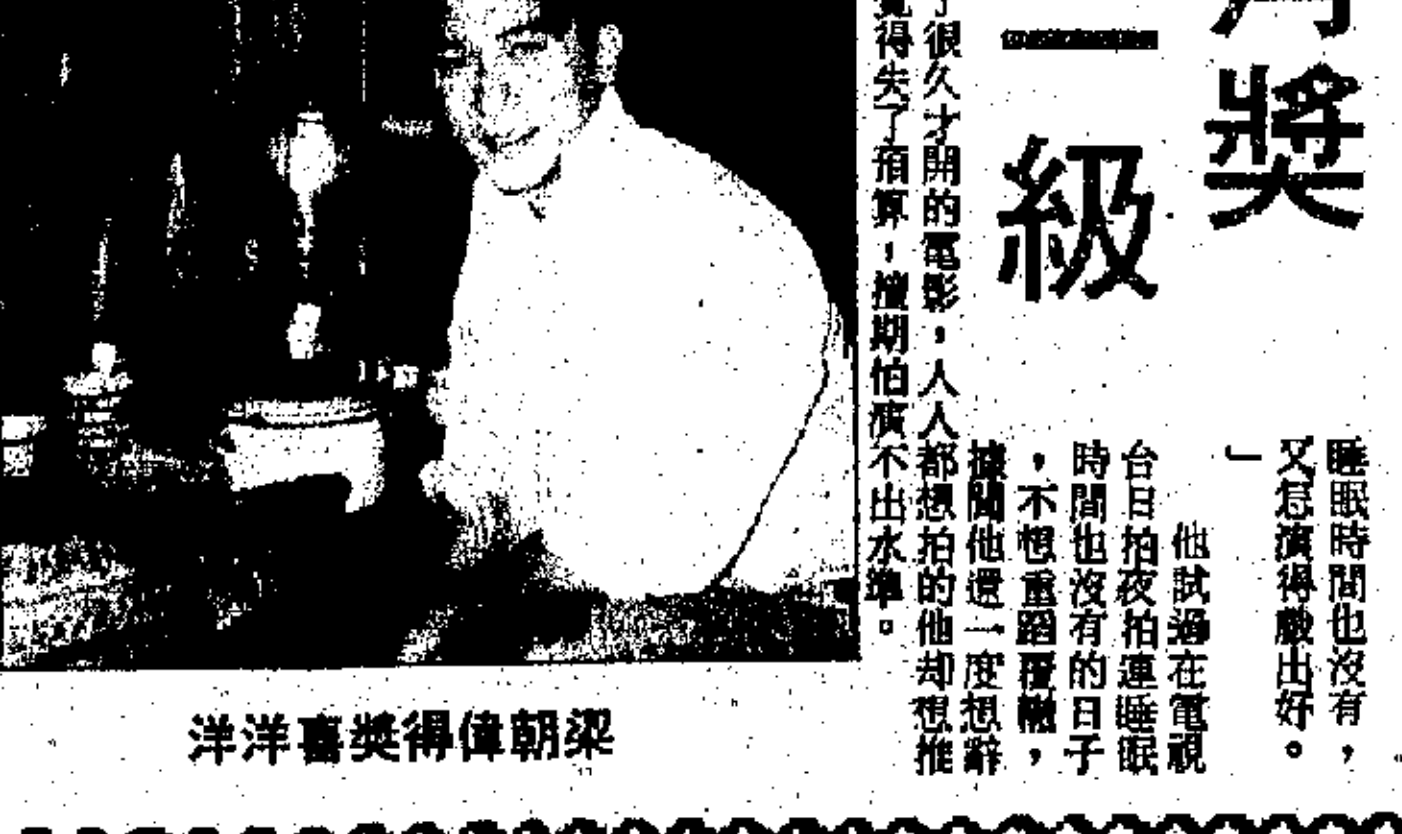 獎
級
睡眠時間也沒有，
又怎演得戲出好。
」
他試過在電視
台日拍夜拍連睡眠
時間也沒有的日子
，不想重蹈覆轍，
據聞他還一度想辭
很久才開的電影，人人都想拍的他却想推
得失了預算，檔期怕演不出水準。
梁朝偉得獎喜洋洋